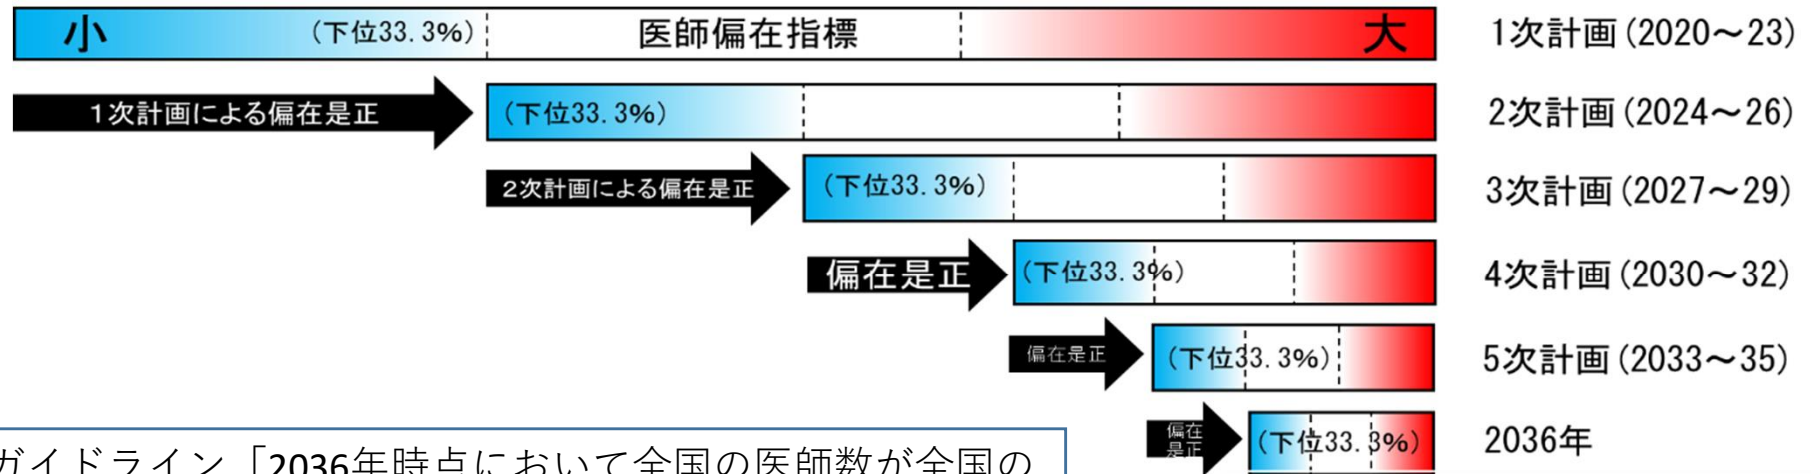 小 (下位33.3%) 医師偏在指標 大 1次計画(2020～23)
1次計画による偏在是正 (下位33.3%) 2次計画(2024～26)
2次計画による偏在是正 (下位33.3%) 3次計画(2027～29)
偏在是正 (下位33.3%) 4次計画(2030～32)
偏在是正 (下位33.3%) 5次計画(2033～35)
偏在
是正 (下位33.3%) 2036年
ガイドライン「2036年時点において全国の医師数が全国の